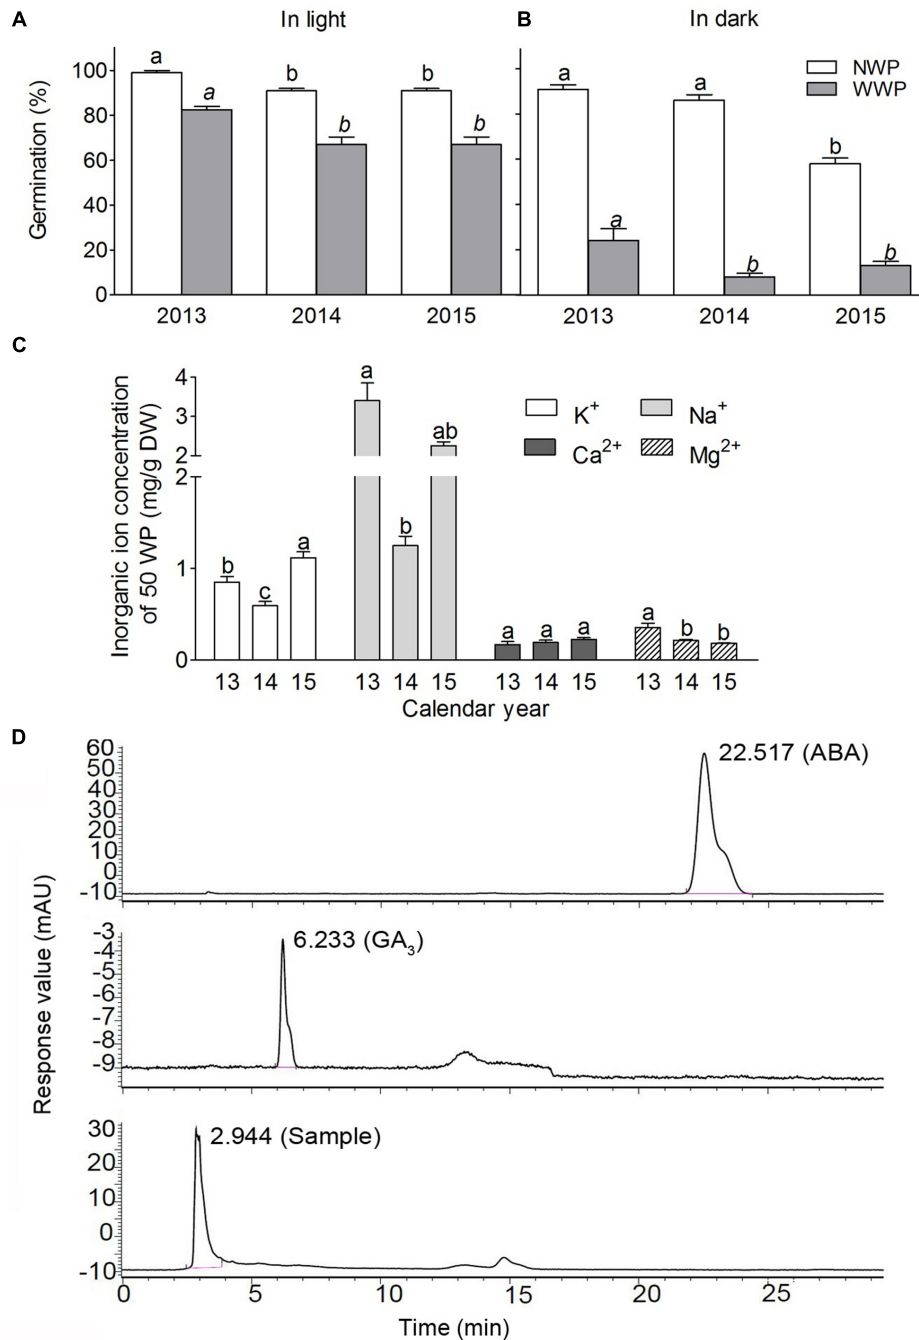 A In light B In dark
a a b b b b
a a a b b b
NWP
WWP
Germination (%)
100
80
60
40
20
0
2013 2014 2015 2013 2014 2015
C
Inorganic ion concentration
of 50 WP (mg/g DW)
4
3
2
2
1
0
K+ Na+
Ca2+ Mg2+
b c a a b ab a a a a b b
13 14 15 13 14 15 13 14 15 13 14 15
Calendar year
D
Response value (mAU)
60
50
40
30
20
10
0
-10
22.517 (ABA)
-3
-4
-5
-6
-7
-8
-9
6.233 (GA3)
30
20
10
0
-10
2.944 (Sample)
0 5 10 15 20 25
Time (min)